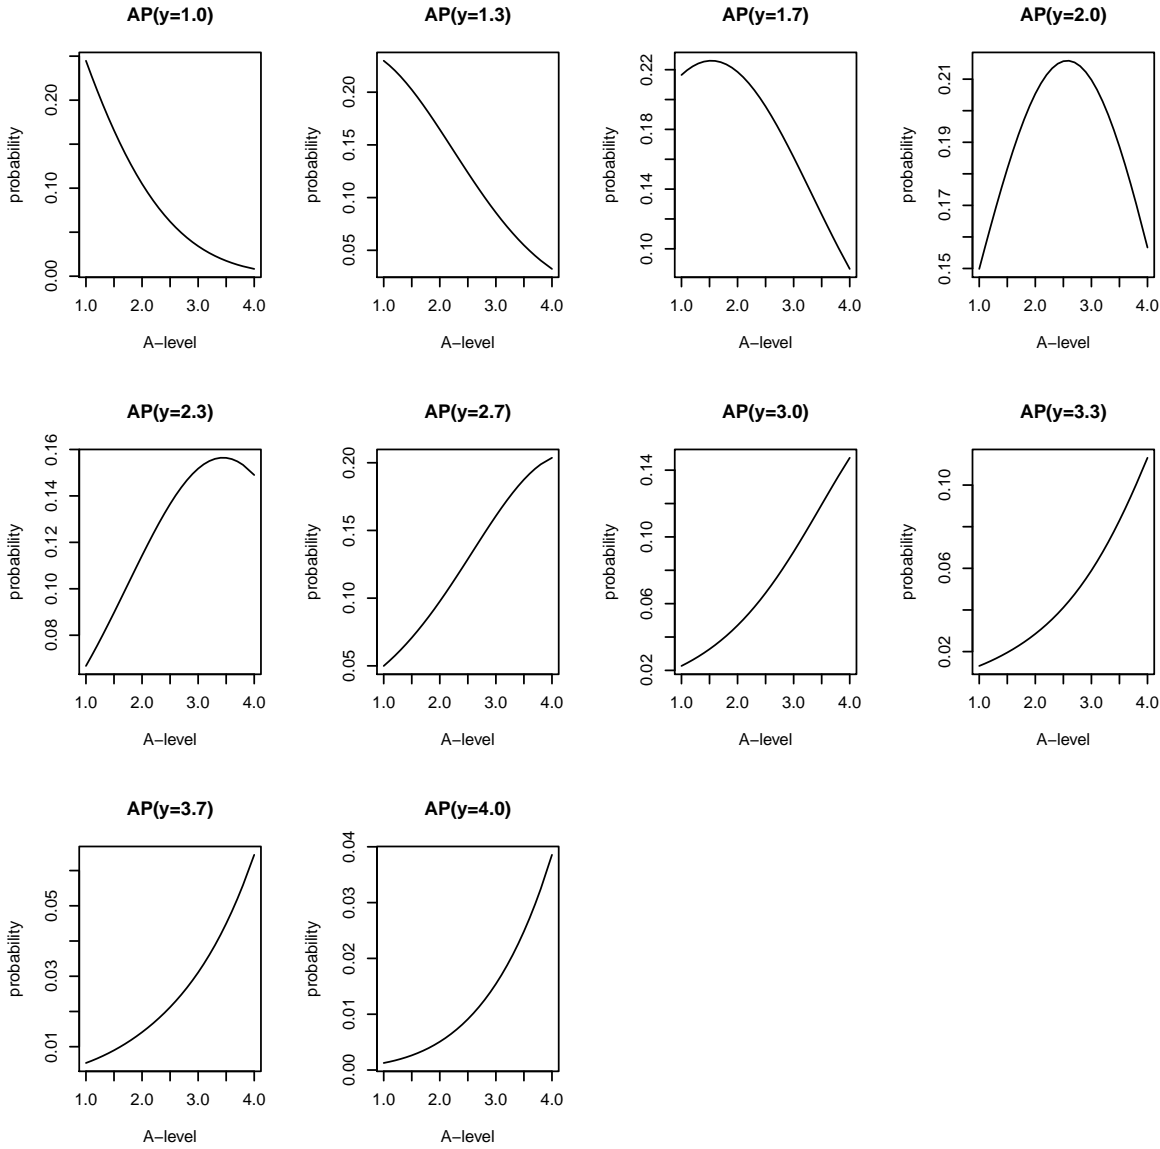 AP(y=1.0)
probability
0.00 0.10 0.20
1.0 2.0 3.0 4.0
A−level
AP(y=1.3)
probability
0.05 0.10 0.15 0.20
1.0 2.0 3.0 4.0
A−level
AP(y=1.7)
probability
0.10 0.14 0.18 0.22
1.0 2.0 3.0 4.0
A−level
AP(y=2.0)
probability
0.15 0.17 0.19 0.21
1.0 2.0 3.0 4.0
A−level
AP(y=2.3)
probability
0.08 0.10 0.12 0.14 0.16
1.0 2.0 3.0 4.0
A−level
AP(y=2.7)
probability
0.05 0.10 0.15 0.20
1.0 2.0 3.0 4.0
A−level
AP(y=3.0)
probability
0.02 0.06 0.10 0.14
1.0 2.0 3.0 4.0
A−level
AP(y=3.3)
probability
0.02 0.06 0.10
1.0 2.0 3.0 4.0
A−level
AP(y=3.7)
probability
0.01 0.03 0.05
1.0 2.0 3.0 4.0
A−level
AP(y=4.0)
probability
0.00 0.01 0.02 0.03 0.04
1.0 2.0 3.0 4.0
A−level